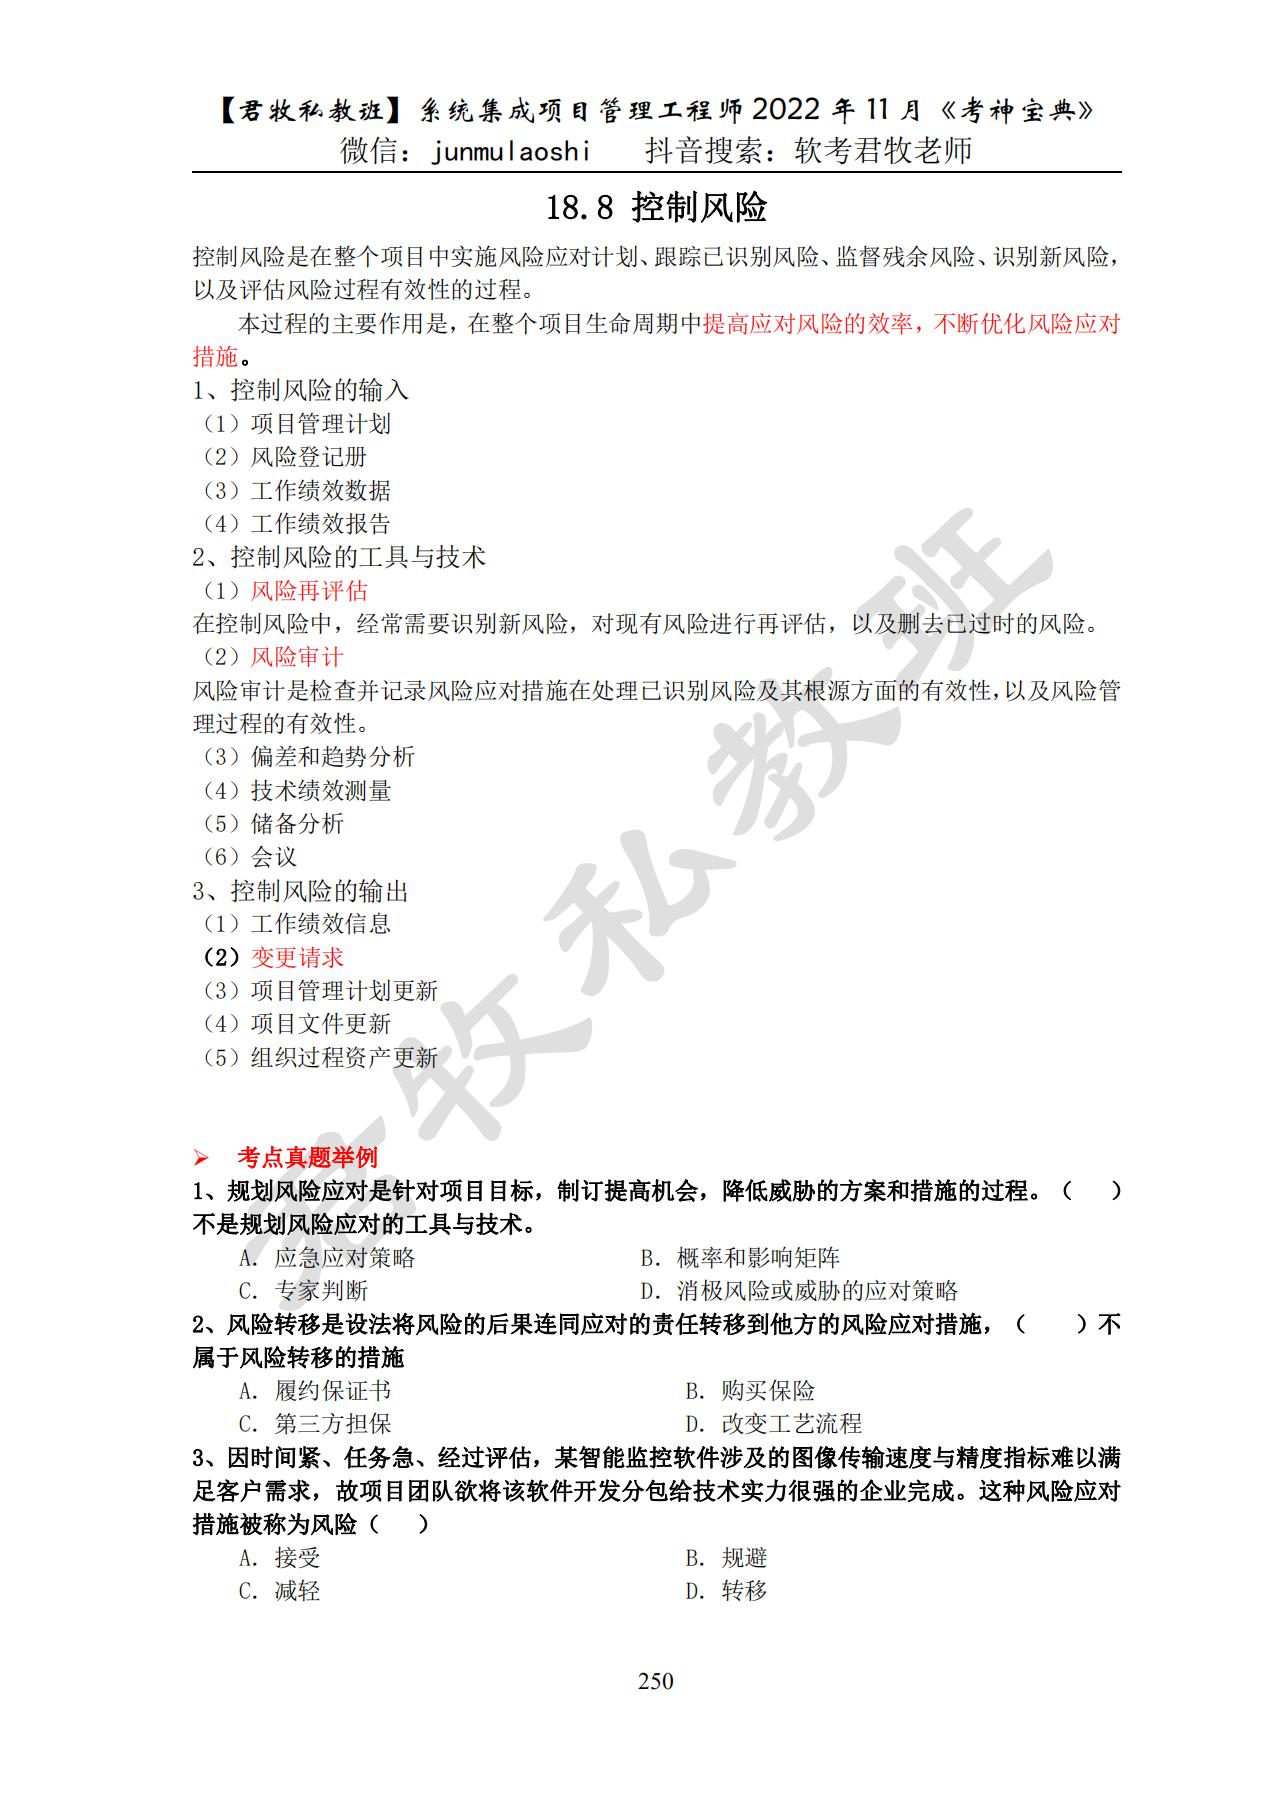 【君牧私教班】系统集成项目管理工程师2022年11月《考神宝典》
微信：junmulaoshi 抖音搜索：软考君牧老师
18.8 控制风险
控制风险是在整个项目中实施风险应对计划、跟踪已识别风险、监督残余风险、识别新风险，
以及评估风险过程有效性的过程。
本过程的主要作用是，在整个项目生命周期中提高应对风险的效率，不断优化风险应对
措施。
1、控制风险的输入
（1）项目管理计划
（2）风险登记册
（3）工作绩效数据
（4）工作绩效报告
2、控制风险的工具与技术
（1）风险再评估
在控制风险中，经常需要识别新风险，对现有风险进行再评估，以及删去已过时的风险。
（2）风险审计
风险审计是检查并记录风险应对措施在处理已识别风险及其根源方面的有效性，以及风险管
理过程的有效性。
（3）偏差和趋势分析
（4）技术绩效测量
（5）储备分析
（6）会议
3、控制风险的输出
（1）工作绩效信息
（2）变更请求
（3）项目管理计划更新
（4）项目文件更新
（5）组织过程资产更新
➢ 考点真题举例
1、规划风险应对是针对项目目标，制订提高机会，降低威胁的方案和措施的过程。（ ）
不是规划风险应对的工具与技术。
A. 应急应对策略 B. 概率和影响矩阵
C. 专家判断 D. 消极风险或威胁的应对策略
2、风险转移是设法将风险的后果连同应对的责任转移到他方的风险应对措施，（ ）不
属于风险转移的措施
A. 履约保证书 B. 购买保险
C. 第三方担保 D. 改变工艺流程
3、因时间紧、任务急、经过评估，某智能监控软件涉及的图像传输速度与精度指标难以满
足客户需求，故项目团队欲将该软件开发分包给技术实力很强的企业完成。这种风险应对
措施被称为风险（ ）
A. 接受 B. 规避
C. 减轻 D. 转移
250
君牧私教班